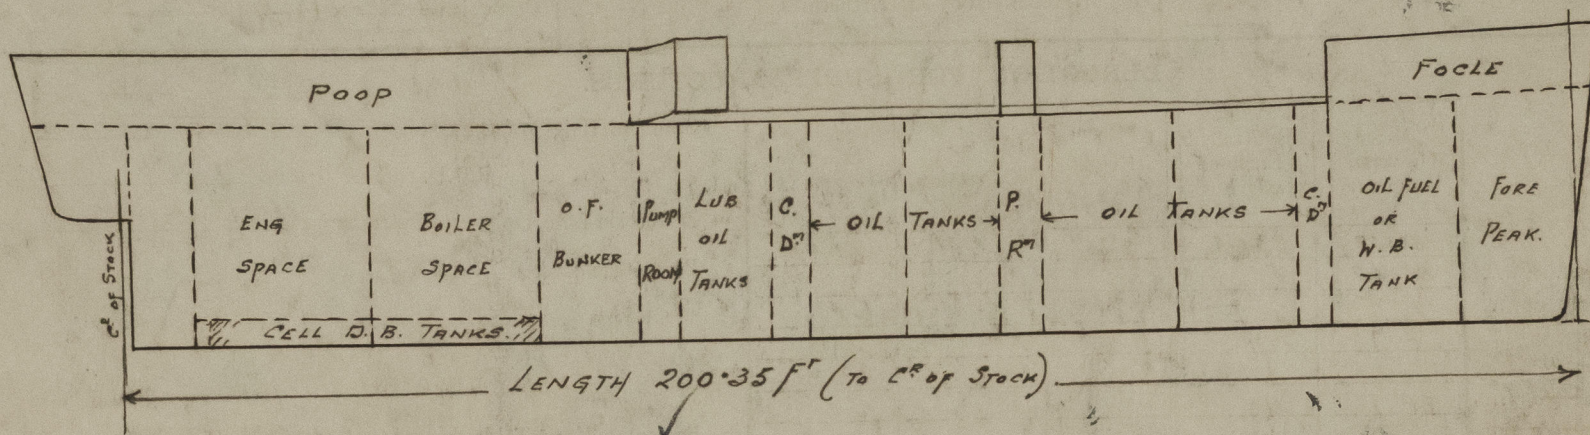 POOP
FOCLE
ENG
SPACE
BOILER
SPACE
O.F.
BUNKER
PUMP
ROOM
LUB
OIL
TANKS
C.
Dᵐ
OIL TANKS
P.
Rᵐ
OIL TANKS
C.
Dᵐ
OIL FUEL
OR
W.B.
TANK
FORE
PEAK.
Cᴿ OF STOCK
CELL D.B. TANKS.
LENGTH 200·35 Fᵀ (TO Cᴿ OF STOCK)